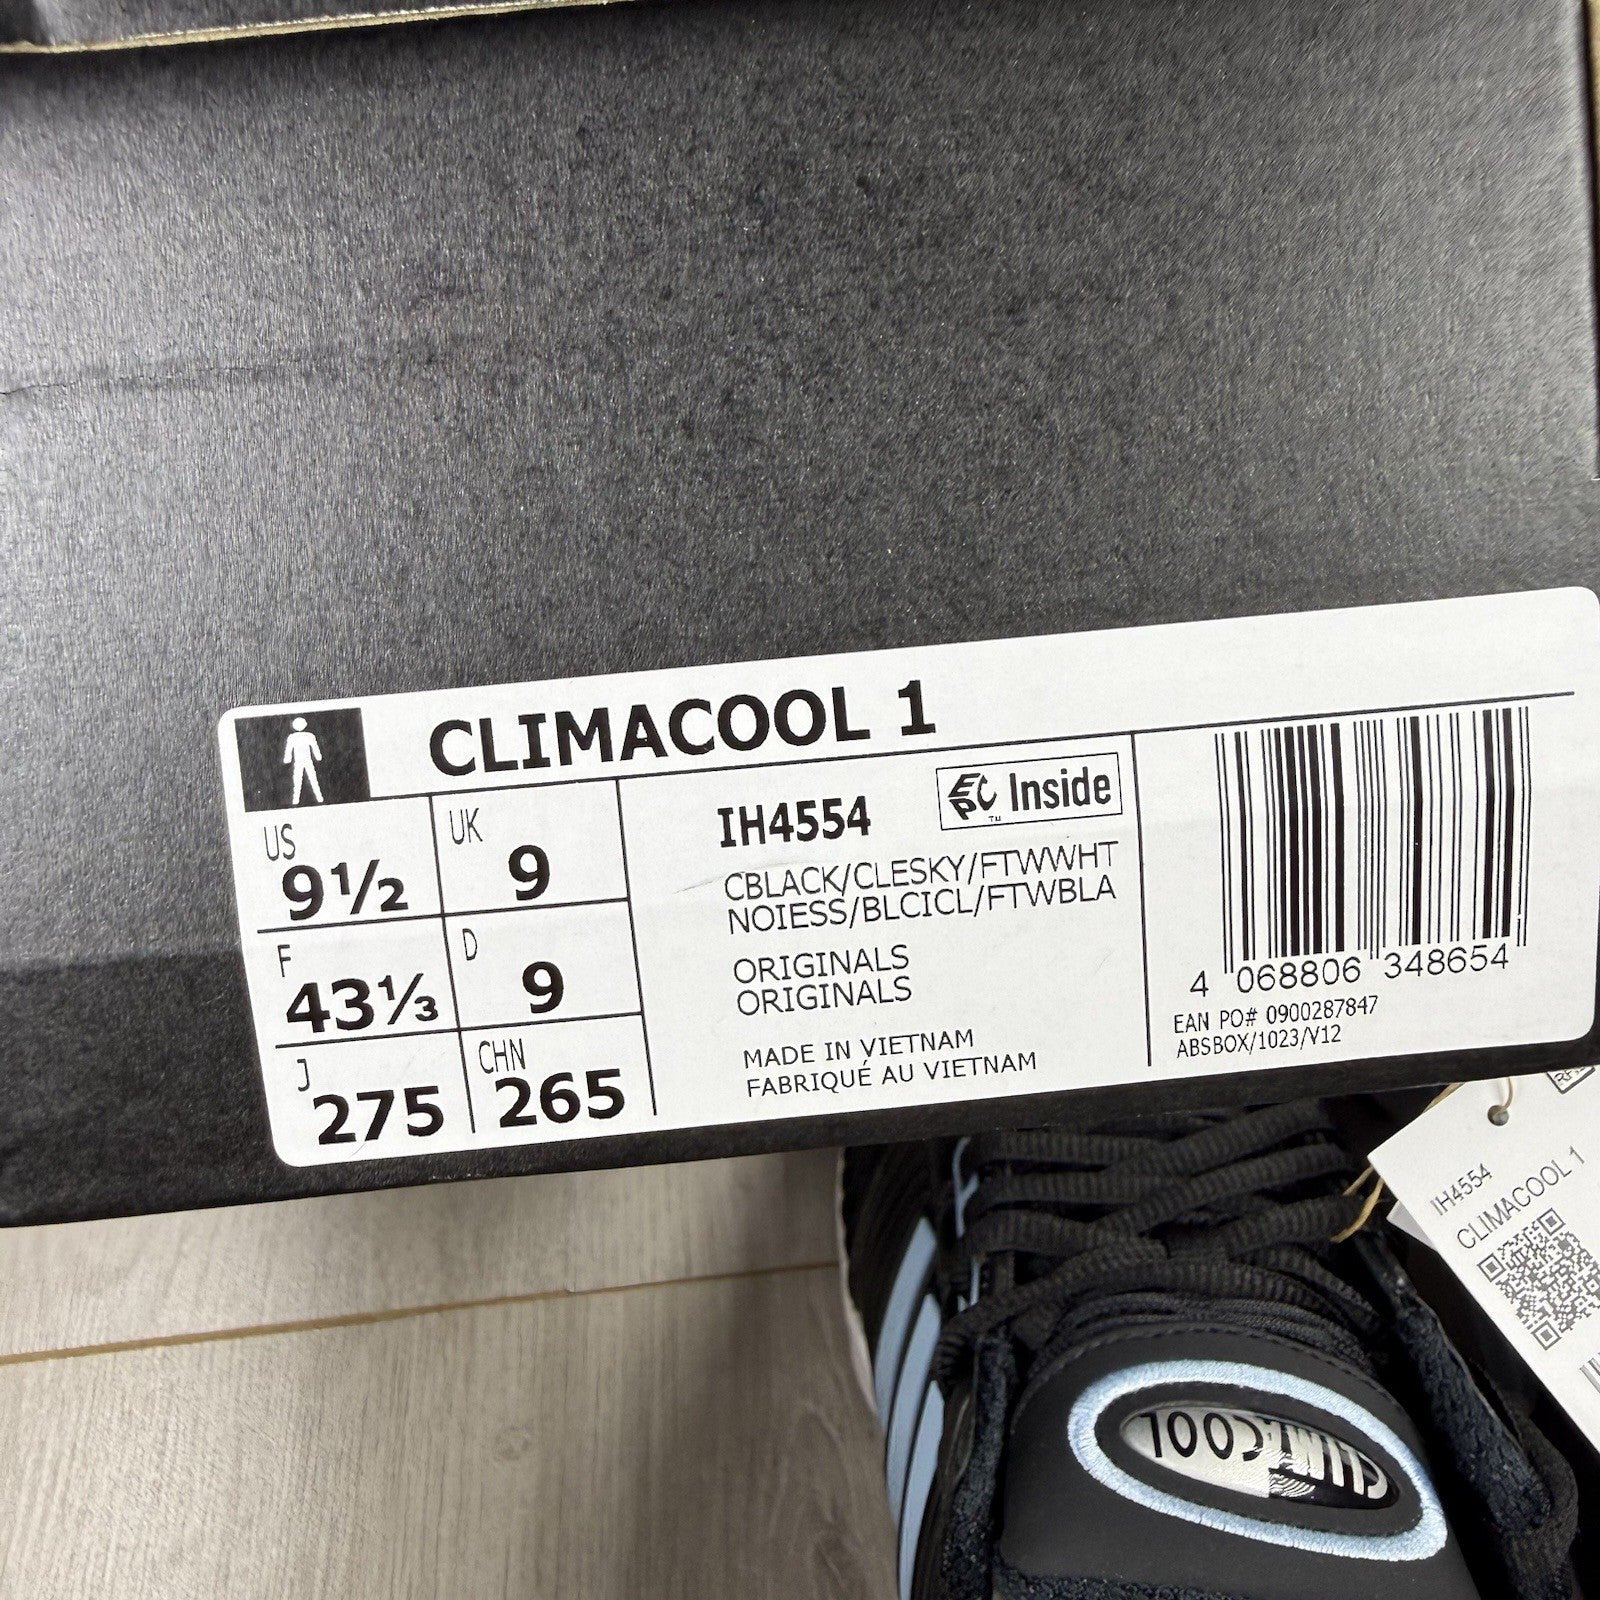 CLIMACOOL 1
US
9½
UK
9
F
43⅓
D
9
J
275
CHN
265
IH4554
EPC Inside
TM
CBLACK/CLESKY/FTWWHT
NOIESS/BLCICL/FTWBLA
ORIGINALS
ORIGINALS
MADE IN VIETNAM
FABRIQUÉ AU VIETNAM
4 068806 348654
EAN PO# 0900287847
ABSBOX/1023/V12
IH4554
CLIMACOOL 1
CLIMACOOL